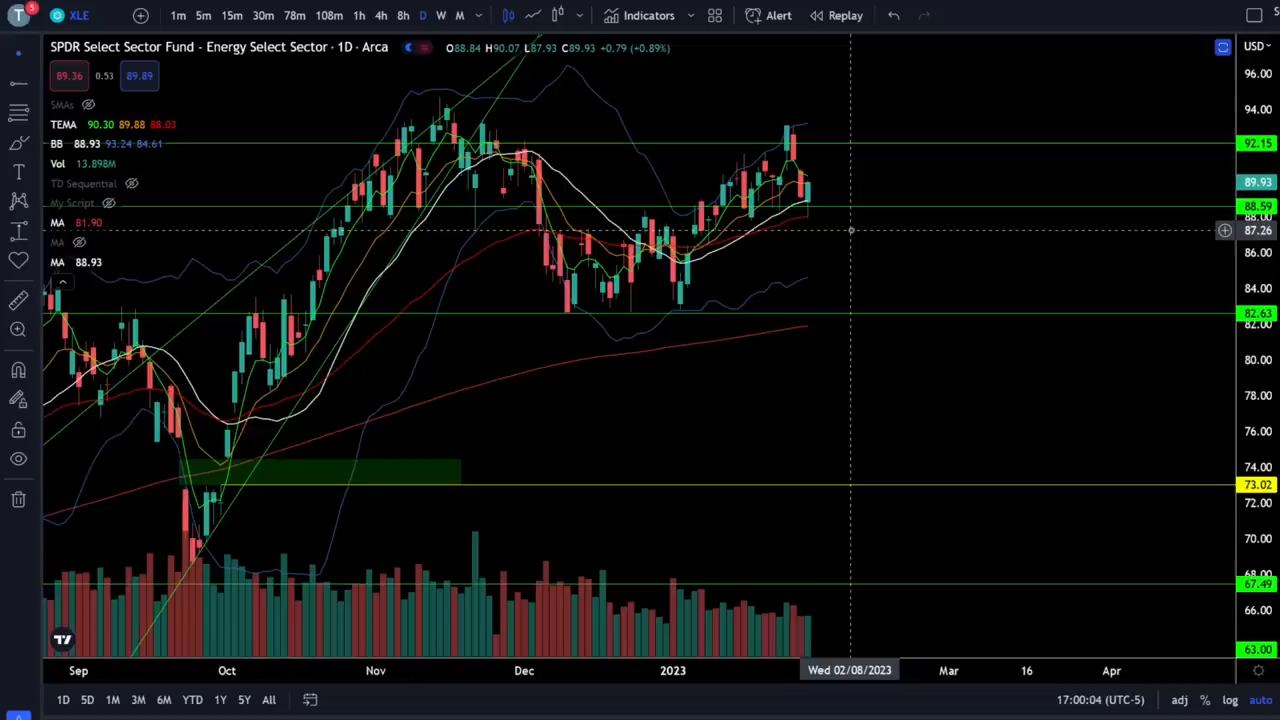 T 5 XLE 1m 5m 15m 30m 78m 108m 1h 4h 8h D W M Indicators Alert Replay S
SPDR Select Sector Fund - Energy Select Sector · 1D · Arca O88.84 H90.07 L87.93 C89.93 +0.79 (+0.89%) USD
89.36 0.53 89.89
SMAs
TEMA 90.30 89.88 88.03
BB 88.93 93.24 84.61
Vol 13.898M
TD Sequential
My Script
MA 81.90
MA
MA 88.93
96.00
94.00
92.15
89.93
88.59
88.00
87.26
86.00
84.00
82.63
82.00
80.00
78.00
76.00
74.00
73.02
72.00
70.00
68.00
67.49
66.00
63.00
Sep Oct Nov Dec 2023 Wed 02/08/2023 Mar 16 Apr
1D 5D 1M 3M 6M YTD 1Y 5Y All 17:00:04 (UTC-5) adj % log auto